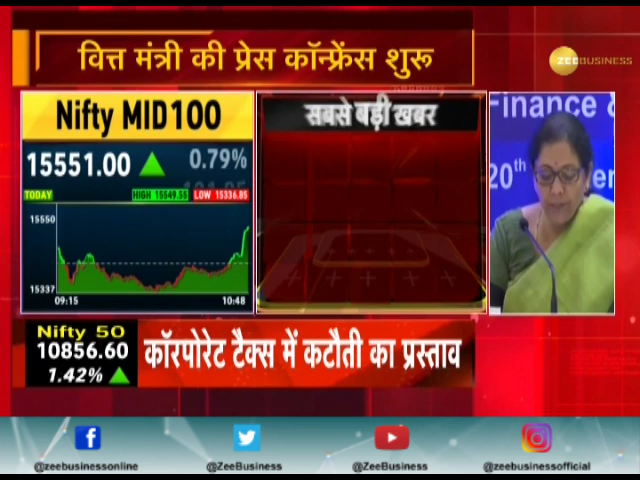 वित्त मंत्री की प्रेस कॉन्फ्रेंस शुरू
ZEEBUSINESS
Nifty MID100
15551.00
0.79%
TODAY
HIGH 15549.55
LOW 15336.85
15550
15337
09:15
10:48
सबसे बड़ी खबर
Finance &
20th
Nifty 50
10856.60
1.42%
कॉरपोरेट टैक्स में कटौती का प्रस्ताव
@zeebusinessonline
@ZeeBusiness
@ZeeBusiness
@zeebusinessofficial